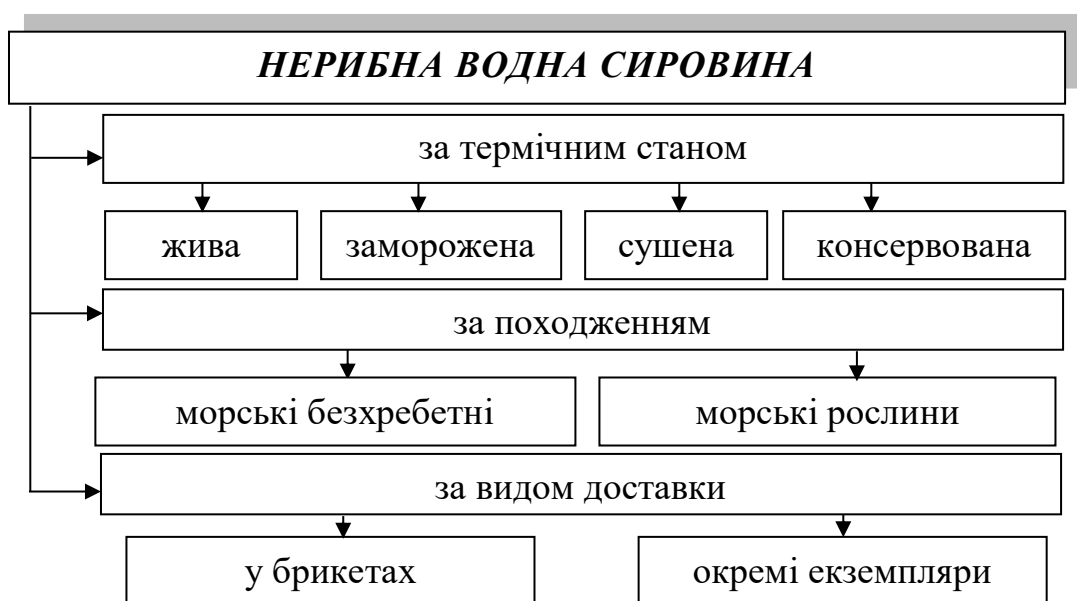 НЕРИБНА ВОДНА СИРОВИНА
за термічним станом
жива
заморожена
сушена
консервована
за походженням
морські безхребетні
морські рослини
за видом доставки
у брикетах
окремі екземпляри